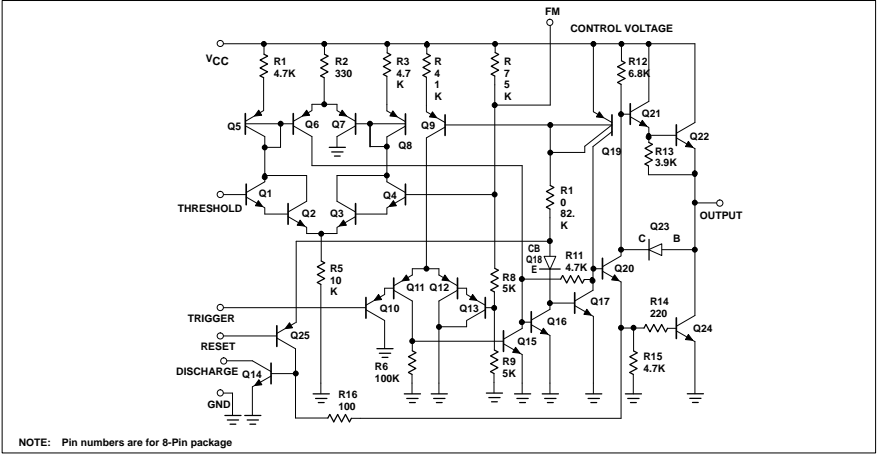 FM
CONTROL VOLTAGE
VCC
R1
4.7K
R2
330
R3
4.7
K
R
4
1
K
R
7
5
K
R12
6.8K
Q5
Q6
Q7
Q8
Q9
Q19
Q21
Q22
R13
3.9K
Q1
Q2
Q3
Q4
THRESHOLD
R1
0
82.
K
OUTPUT
Q23
C
B
CB
Q18
E
R11
4.7K
Q20
R5
10
K
Q11
Q12
R8
5K
Q10
Q13
Q17
TRIGGER
Q16
R14
220
Q25
Q15
Q24
RESET
R6
100K
R9
5K
R15
4.7K
DISCHARGE
Q14
GND
R16
100
NOTE: Pin numbers are for 8-Pin package